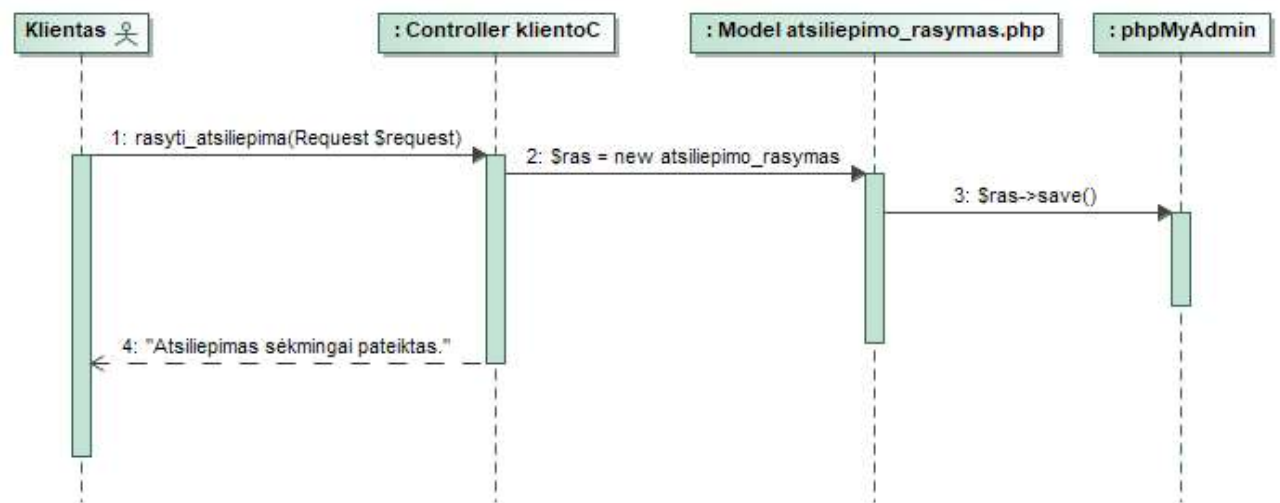 Klientas
: Controller klientoC
: Model atsiliepimo_rasymas.php
: phpMyAdmin
1: rasyti_atsiliepima(Request $request)
2: $ras = new atsiliepimo_rasymas
3: $ras->save()
4: "Atsiliepimas sėkmingai pateiktas."